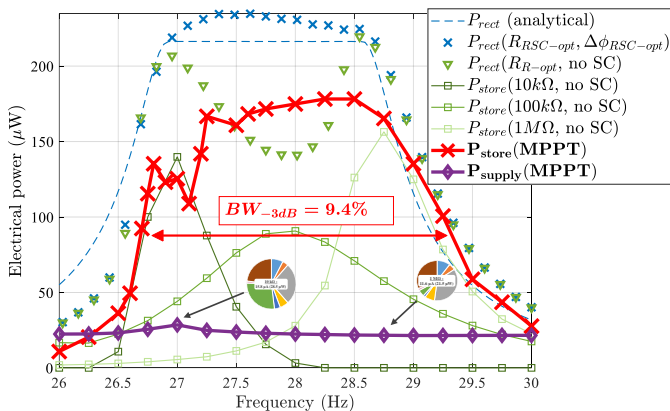 P_rect (analytical)
P_rect(R_RSC-opt, Δϕ_RSC-opt)
P_rect(R_R-opt, no SC)
P_store(10kΩ, no SC)
P_store(100kΩ, no SC)
P_store(1MΩ, no SC)
P_store(MPPT)
P_supply(MPPT)
Electrical power (μW)
200
150
100
50
0
BW_-3dB = 9.4%
26
26.5
27
27.5
28
28.5
29
29.5
30
Frequency (Hz)